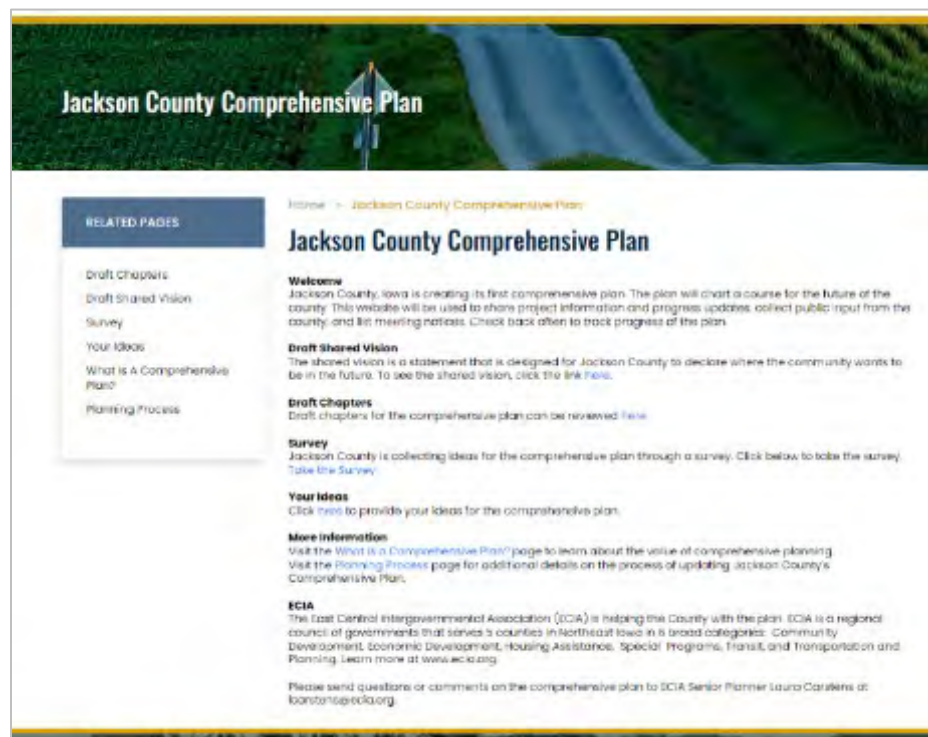 Jackson County Comprehensive Plan
RELATED PAGES
Draft Chapters
Draft Shared Vision
Survey
Your Ideas
What Is A Comprehensive
Plan?
Planning Process
Home > Jackson County Comprehensive Plan
Jackson County Comprehensive Plan
Welcome
Jackson County, Iowa is creating its first comprehensive plan. The plan will chart a course for the future of the
county. This website will be used to share project information and progress updates, collect public input from the
county, and list meeting notices. Check back often to track progress of the plan.
Draft Shared Vision
The shared vision is a statement that is designed for Jackson County to declare where the community wants to
be in the future. To see the shared vision, click the link here.
Draft Chapters
Draft chapters for the comprehensive plan can be reviewed here.
Survey
Jackson County is collecting ideas for the comprehensive plan through a survey. Click below to take the survey.
Take the Survey
Your Ideas
Click here to provide your ideas for the comprehensive plan.
More Information
Visit the What is a Comprehensive Plan? page to learn about the value of comprehensive planning.
Visit the Planning Process page for additional details on the process of updating Jackson County's
Comprehensive Plan.
ECIA
The East Central Intergovernmental Association (ECIA) is helping the County with the plan. ECIA is a regional
council of governments that serves 5 counties in Northeast Iowa in 6 broad categories: Community
Development, Economic Development, Housing Assistance, Special Programs, Transit, and Transportation and
Planning. Learn more at www.ecia.org.
Please send questions or comments on the comprehensive plan to ECIA Senior Planner Laura Carstens at
lcarstens@ecia.org.